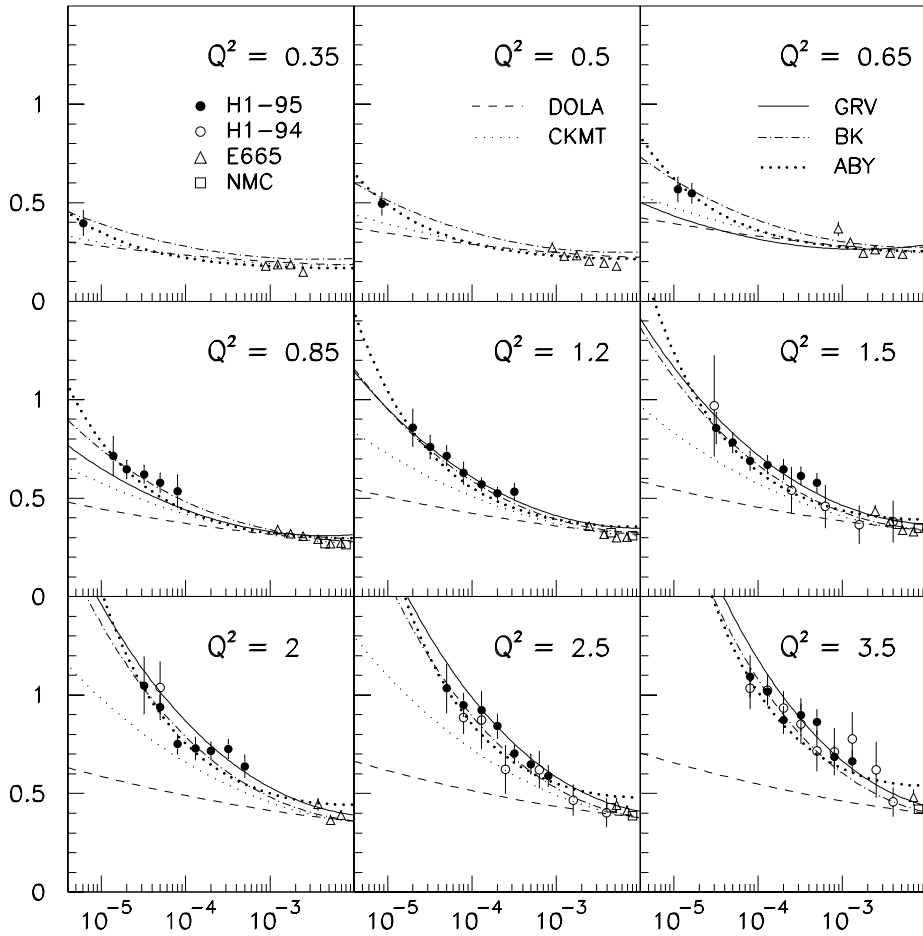 Q² = 0.35
Q² = 0.5
Q² = 0.65
1
H1-95
H1-94
E665
NMC
DOLA
CKMT
GRV
BK
ABY
0.5
0
Q² = 0.85
Q² = 1.2
Q² = 1.5
1
0.5
0
Q² = 2
Q² = 2.5
Q² = 3.5
1
0.5
0
10⁻⁵ 10⁻⁴ 10⁻³ 10⁻⁵ 10⁻⁴ 10⁻³ 10⁻⁵ 10⁻⁴ 10⁻³